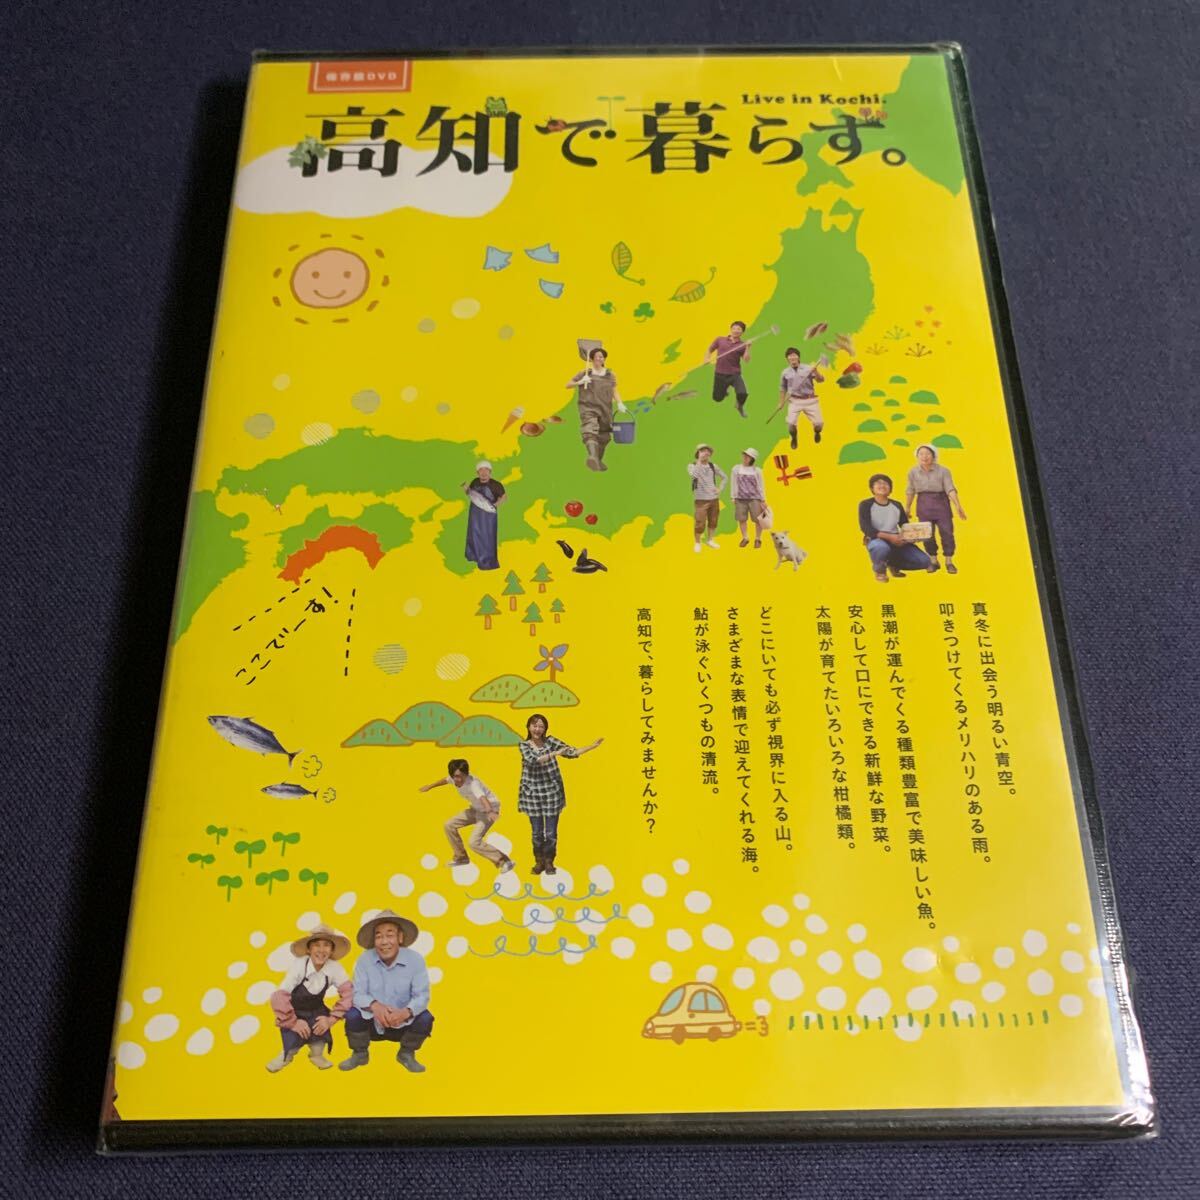 保存版DVD
Live in Kochi.
高知で暮らす。
あーここでーっ!
真冬に出会う明るい青空。
叩きつけてくるメリハリのある雨。
黒潮が運んでくる種類豊富で美味しい魚。
安心して口にできる新鮮な野菜。
太陽が育てたいろいろな柑橘類。
どこにいても必ず視界に入る山。
さまざまな表情で迎えてくれる海。
鮎が泳ぐいくつもの清流。
高知で、暮らしてみませんか?